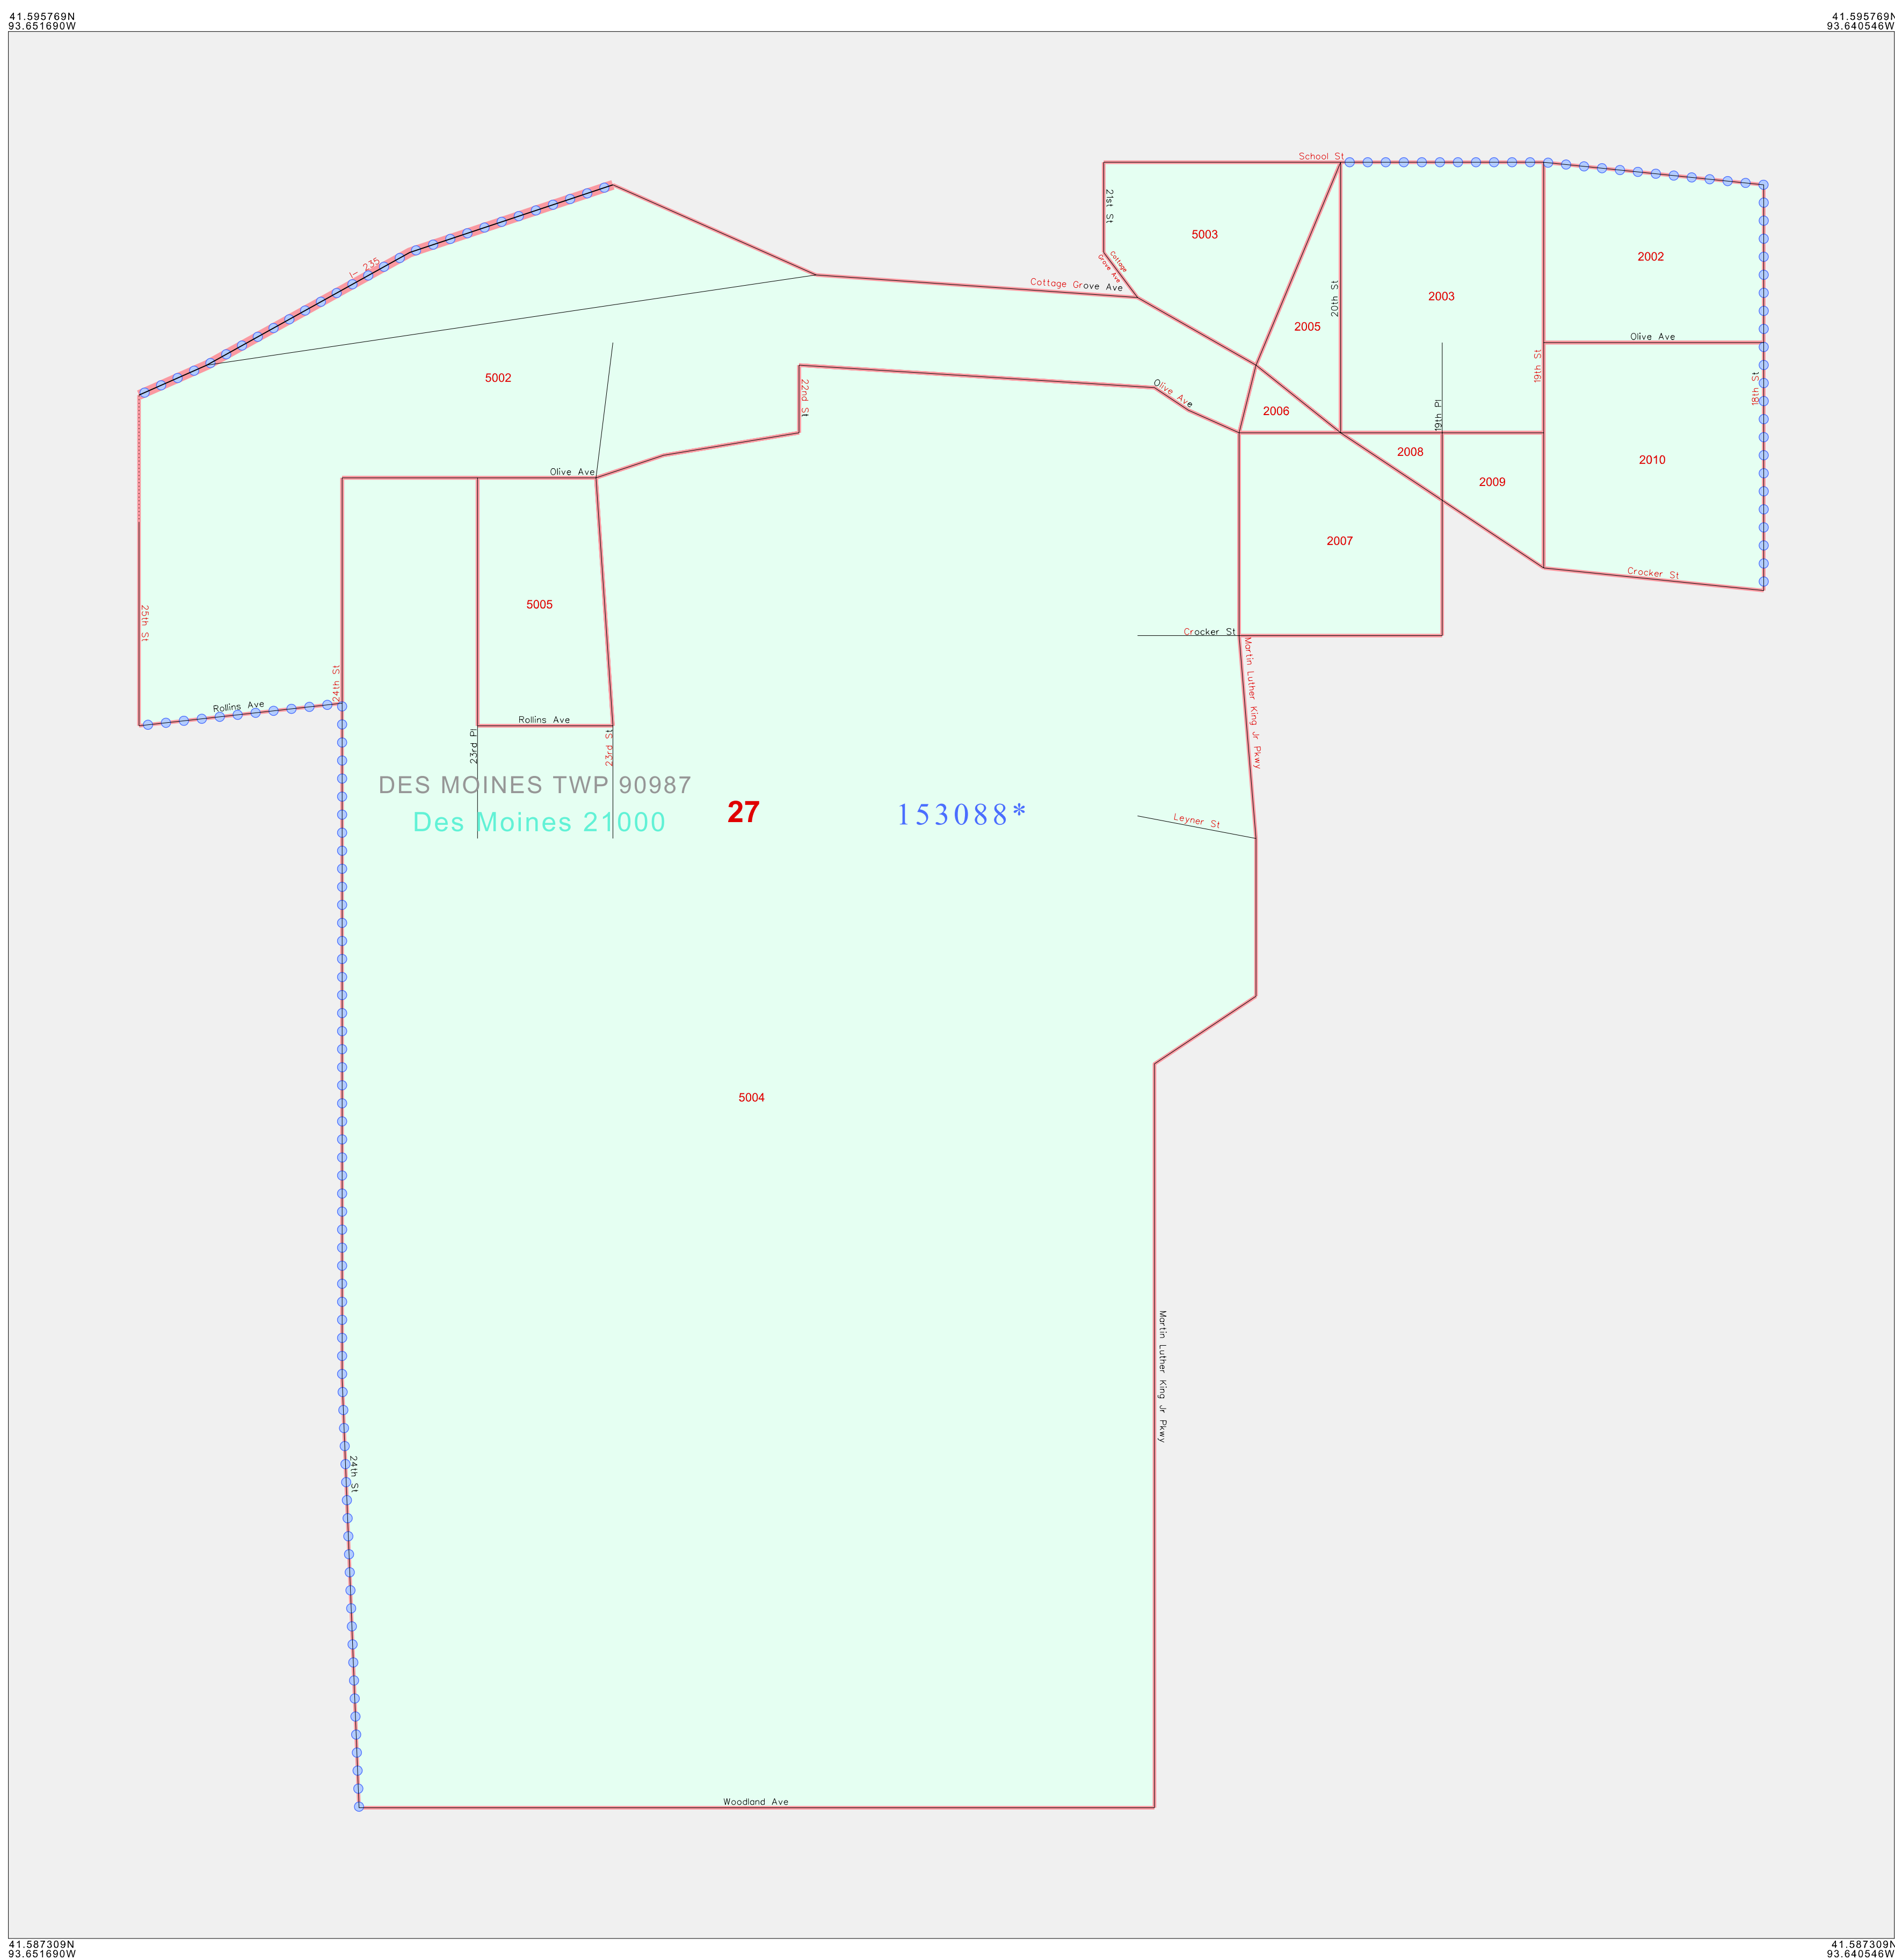 41.595769N
93.651690W
41.595769N
93.640546W
School St
21st St
5003
Cottage
Grove Ave
2002
I- 235
Cottage Grove Ave
20th St
2003
2005
Olive Ave
19th St
18th St
5002
22nd St
Olive Ave
2006
19th Pl
2008
2010
2009
Olive Ave
2007
Crocker St
5005
25th St
Crocker St
Martin Luther King Jr Pkwy
24th St
Rollins Ave
Rollins Ave
23rd Pl
23rd St
DES MOINES TWP 90987
Des Moines 21000
27
153088*
Leyner St
5004
Martin Luther King Jr Pkwy
24th St
Woodland Ave
41.587309N
93.651690W
41.587309N
93.640546W